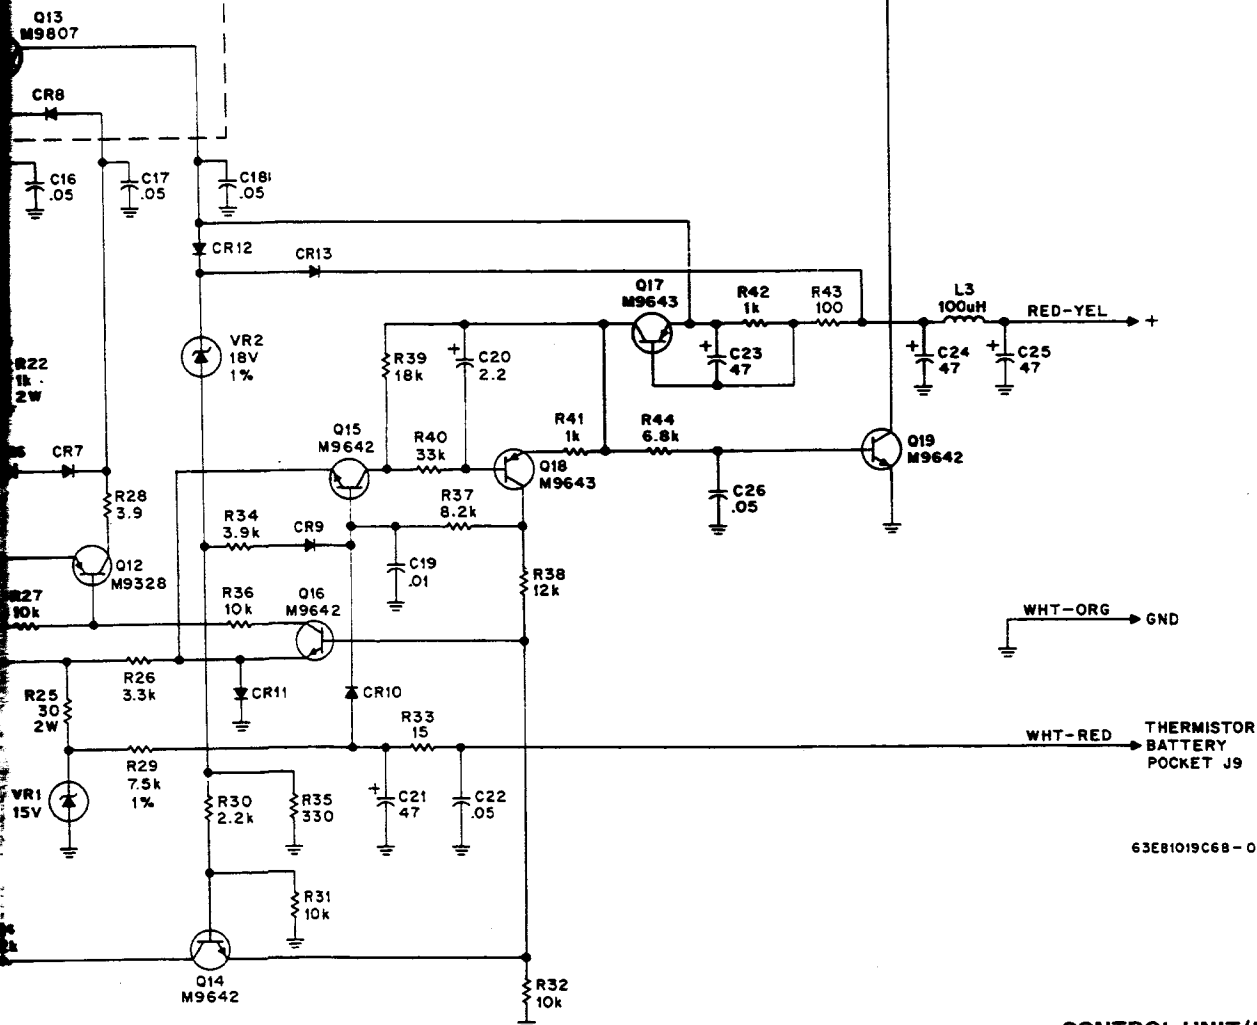 Q13
M9807
CR8
C16
.05
C17
.05
C18
.05
CR12
CR13
Q17
M9643
R42
1k
R43
100
L3
100uH
RED-YEL
+
VR2
18V
1%
R39
18k
+
C20
2.2
+
C23
47
+
C24
47
+
C25
47
R22
1k
2W
Q15
M9642
R40
33k
R41
1k
R44
6.8k
CR7
Q18
M9643
Q19
M9642
R28
3.9
R34
3.9k
CR9
R37
8.2k
C26
.05
Q12
M9328
C19
.01
R38
12k
R27
10k
R36
10k
Q16
M9642
WHT-ORG
GND
R26
3.3k
CR11
CR10
R25
30
2W
R33
15
WHT-RED
THERMISTOR
BATTERY
POCKET J9
R29
7.5k
1%
VR1
15V
R30
2.2k
R35
330
+
C21
47
C22
.05
63E81019C68-0
R31
10k
Q14
M9642
R32
10k